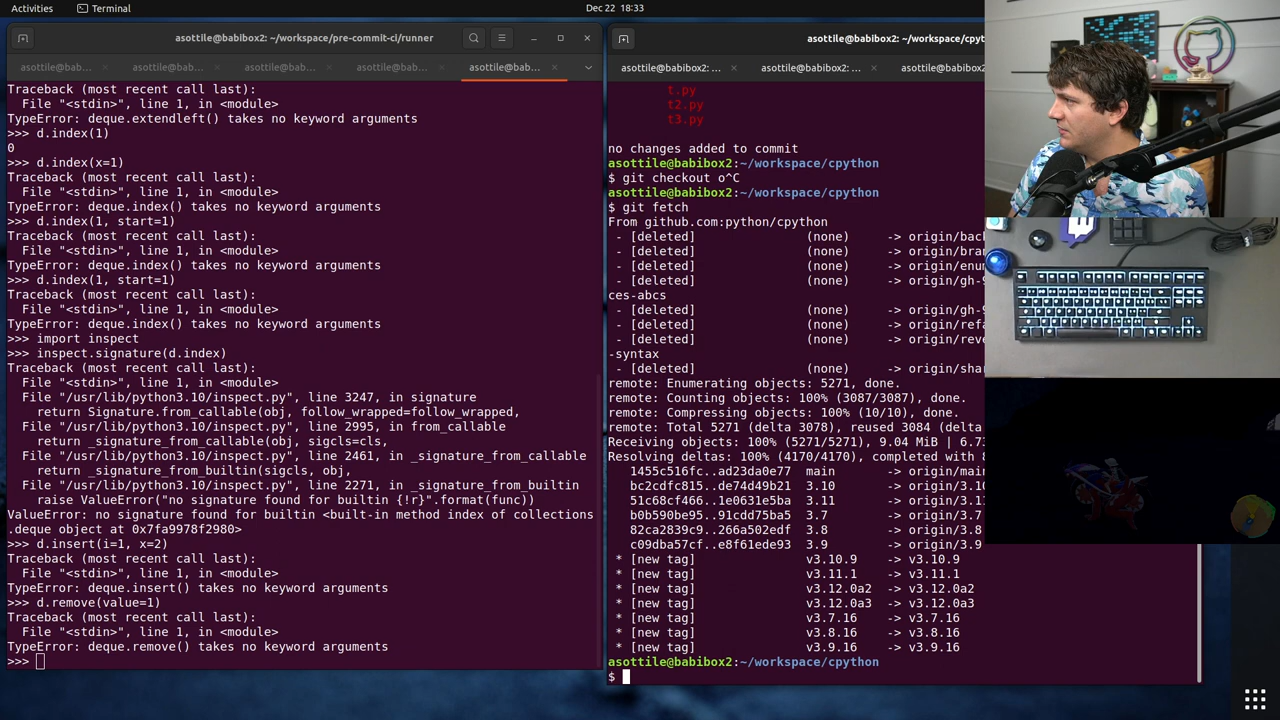 Activities
Terminal
Dec 22 18:33
asottile@babibox2: ~/workspace/pre-commit-ci/runner
asottile@bab...
asottile@bab...
asottile@bab...
asottile@bab...
asottile@bab...
Traceback (most recent call last):
File "<stdin>", line 1, in <module>
TypeError: deque.extendleft() takes no keyword arguments
>>> d.index(1)
0
>>> d.index(x=1)
Traceback (most recent call last):
File "<stdin>", line 1, in <module>
TypeError: deque.index() takes no keyword arguments
>>> d.index(1, start=1)
Traceback (most recent call last):
File "<stdin>", line 1, in <module>
TypeError: deque.index() takes no keyword arguments
>>> d.index(1, start=1)
Traceback (most recent call last):
File "<stdin>", line 1, in <module>
TypeError: deque.index() takes no keyword arguments
>>> import inspect
>>> inspect.signature(d.index)
Traceback (most recent call last):
File "<stdin>", line 1, in <module>
File "/usr/lib/python3.10/inspect.py", line 3247, in signature
return Signature.from_callable(obj, follow_wrapped=follow_wrapped,
File "/usr/lib/python3.10/inspect.py", line 2995, in from_callable
return _signature_from_callable(obj, sigcls=cls,
File "/usr/lib/python3.10/inspect.py", line 2461, in _signature_from_callable
return _signature_from_builtin(sigcls, obj,
File "/usr/lib/python3.10/inspect.py", line 2271, in _signature_from_builtin
raise ValueError("no signature found for builtin {!r}".format(func))
ValueError: no signature found for builtin <built-in method index of collections
.deque object at 0x7fa9978f2980>
>>> d.insert(i=1, x=2)
Traceback (most recent call last):
File "<stdin>", line 1, in <module>
TypeError: deque.insert() takes no keyword arguments
>>> d.remove(value=1)
Traceback (most recent call last):
File "<stdin>", line 1, in <module>
TypeError: deque.remove() takes no keyword arguments
>>>
asottile@babibox2: ~/workspace/cpyt
asottile@babibox2: ...
asottile@babibox2: ...
asottile@babibox
t.py
t2.py
t3.py
no changes added to commit
asottile@babibox2:~/workspace/cpython
$ git checkout o^C
asottile@babibox2:~/workspace/cpython
$ git fetch
From github.com:python/cpython
- [deleted] (none) -> origin/bac
- [deleted] (none) -> origin/bra
- [deleted] (none) -> origin/enu
- [deleted] (none) -> origin/gh-
ces-abcs
- [deleted] (none) -> origin/gh-9
- [deleted] (none) -> origin/refa
- [deleted] (none) -> origin/reve
-syntax
- [deleted] (none) -> origin/sha
remote: Enumerating objects: 5271, done.
remote: Counting objects: 100% (3087/3087), done.
remote: Compressing objects: 100% (10/10), done.
remote: Total 5271 (delta 3078), reused 3084 (delta
Receiving objects: 100% (5271/5271), 9.04 MiB | 6.73
Resolving deltas: 100% (4170/4170), completed with 8
1455c516fc..ad23da0e77 main -> origin/main
bc2cdfc365..de74d49b21 3.10 -> origin/3.10
51c68cf466..1e0631e5ba 3.11 -> origin/3.11
b0b590be95..91cdd75ba5 3.7 -> origin/3.7
82ca2839c9..266a502edf 3.8 -> origin/3.8
c09dba57cf..e8f61ede93 3.9 -> origin/3.9
* [new tag] v3.10.9 -> v3.10.9
* [new tag] v3.11.1 -> v3.11.1
* [new tag] v3.12.0a2 -> v3.12.0a2
* [new tag] v3.12.0a3 -> v3.12.0a3
* [new tag] v3.7.16 -> v3.7.16
* [new tag] v3.8.16 -> v3.8.16
* [new tag] v3.9.16 -> v3.9.16
asottile@babibox2:~/workspace/cpython
$